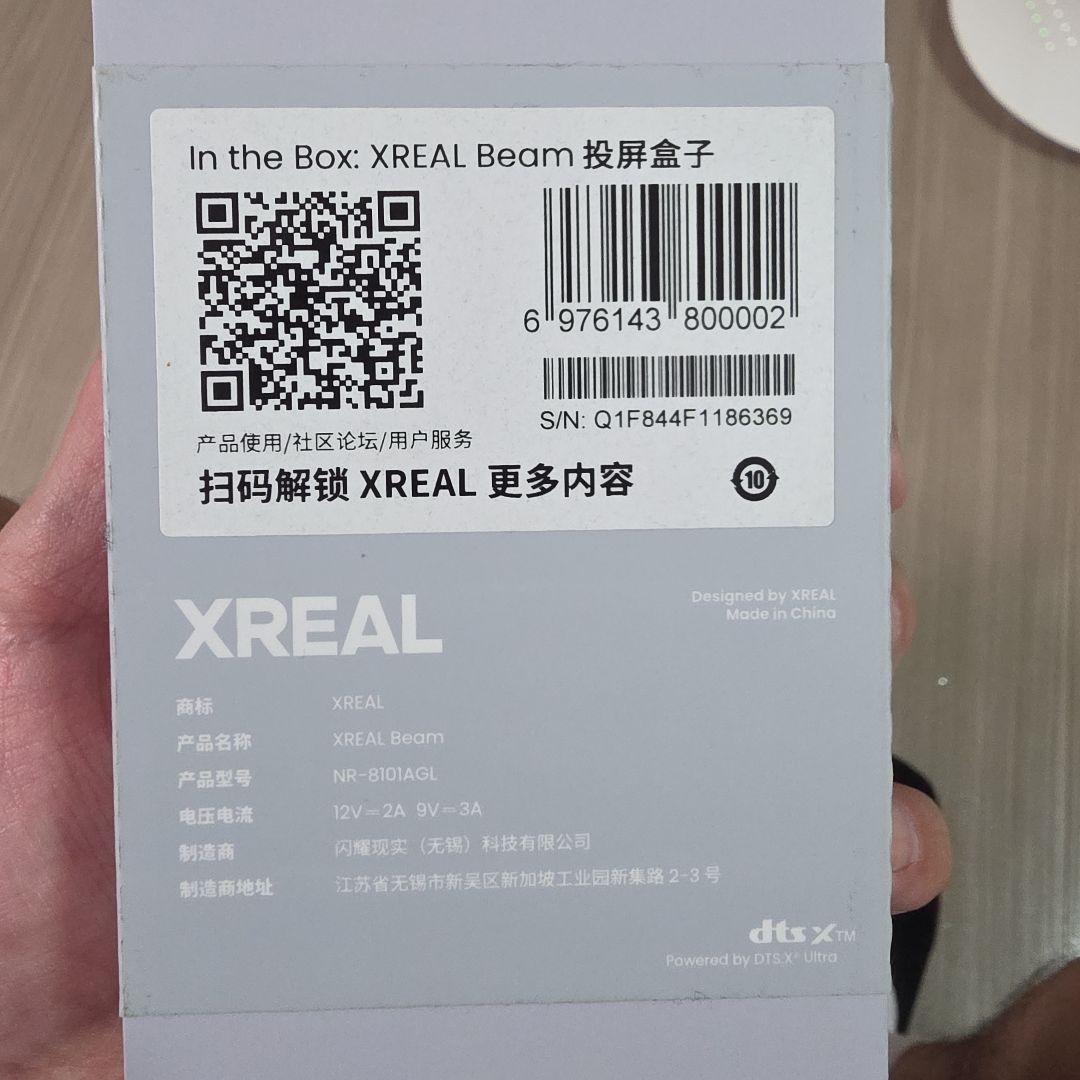 In the Box: XREAL Beam 投屏盒子
6 976143 800002
S/N: Q1F844F1186369
产品使用/社区论坛/用户服务
扫码解锁 XREAL 更多内容
10
XREAL
Designed by XREAL
Made in China
商标 XREAL
产品名称 XREAL Beam
产品型号 NR-8101AGL
电压电流 12V⎓2A 9V⎓3A
制造商 闪耀现实（无锡）科技有限公司
制造商地址 江苏省无锡市新吴区新加坡工业园新集路 2-3 号
dts X™
Powered by DTS:X® Ultra